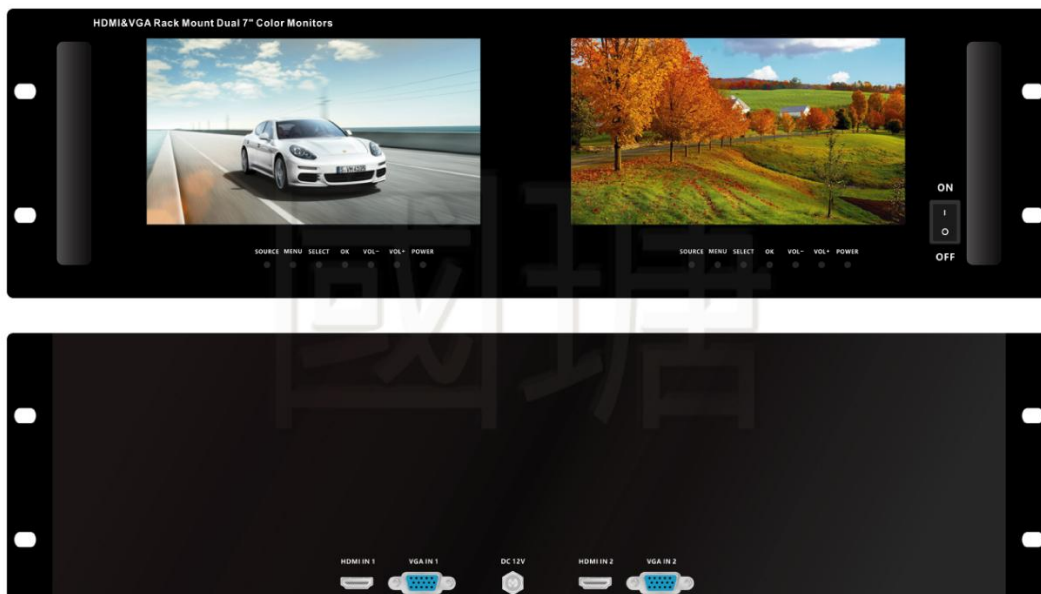 HDMI&VGA Rack Mount Dual 7" Color Monitors
ON
I
O
OFF
SOURCE MENU SELECT OK VOL− VOL+ POWER
SOURCE MENU SELECT OK VOL− VOL+ POWER
國琚
HDMI IN 1 VGA IN 1 DC 12V HDMI IN 2 VGA IN 2